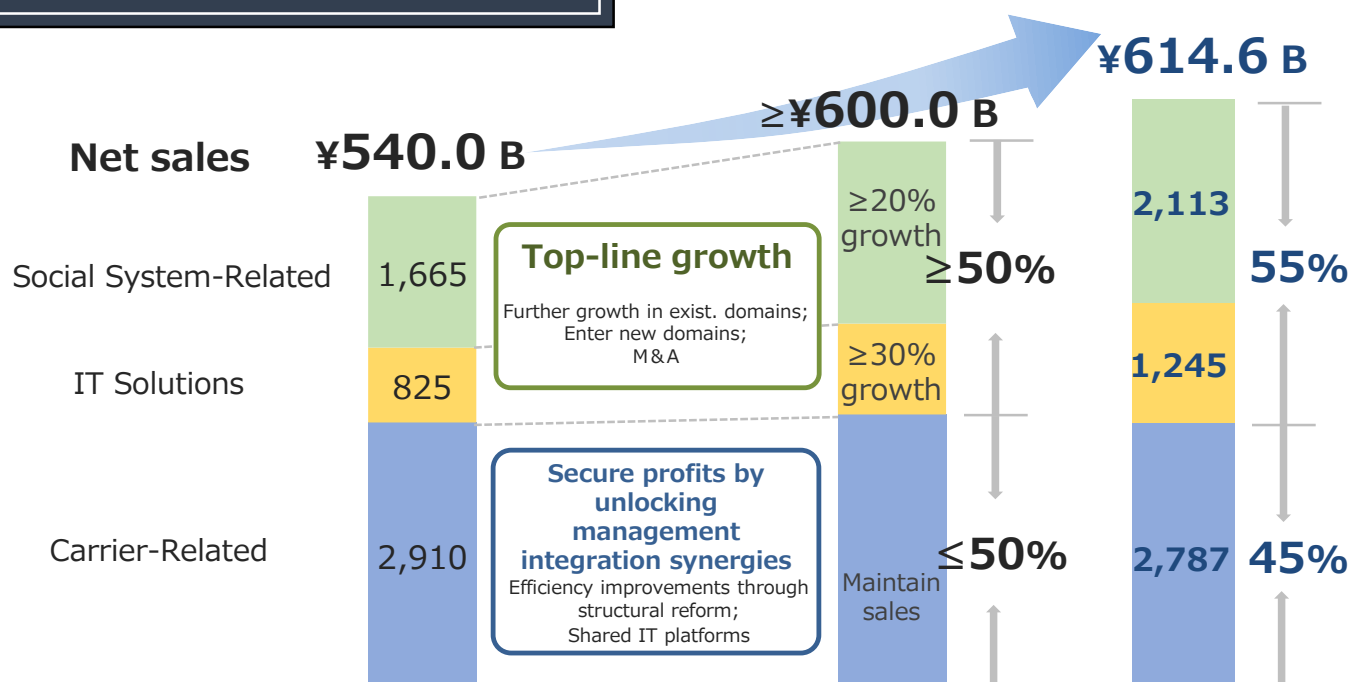 Net sales
¥540.0 B
≥¥600.0 B
¥614.6 B
Social System-Related
1,665
Top-line growth
Further growth in exist. domains;
Enter new domains;
M&A
≥20%
growth
≥50%
2,113
55%
IT Solutions
825
≥30%
growth
1,245
Carrier-Related
2,910
Secure profits by
unlocking
management
integration synergies
Efficiency improvements through
structural reform;
Shared IT platforms
Maintain
sales
≤50%
2,787
45%